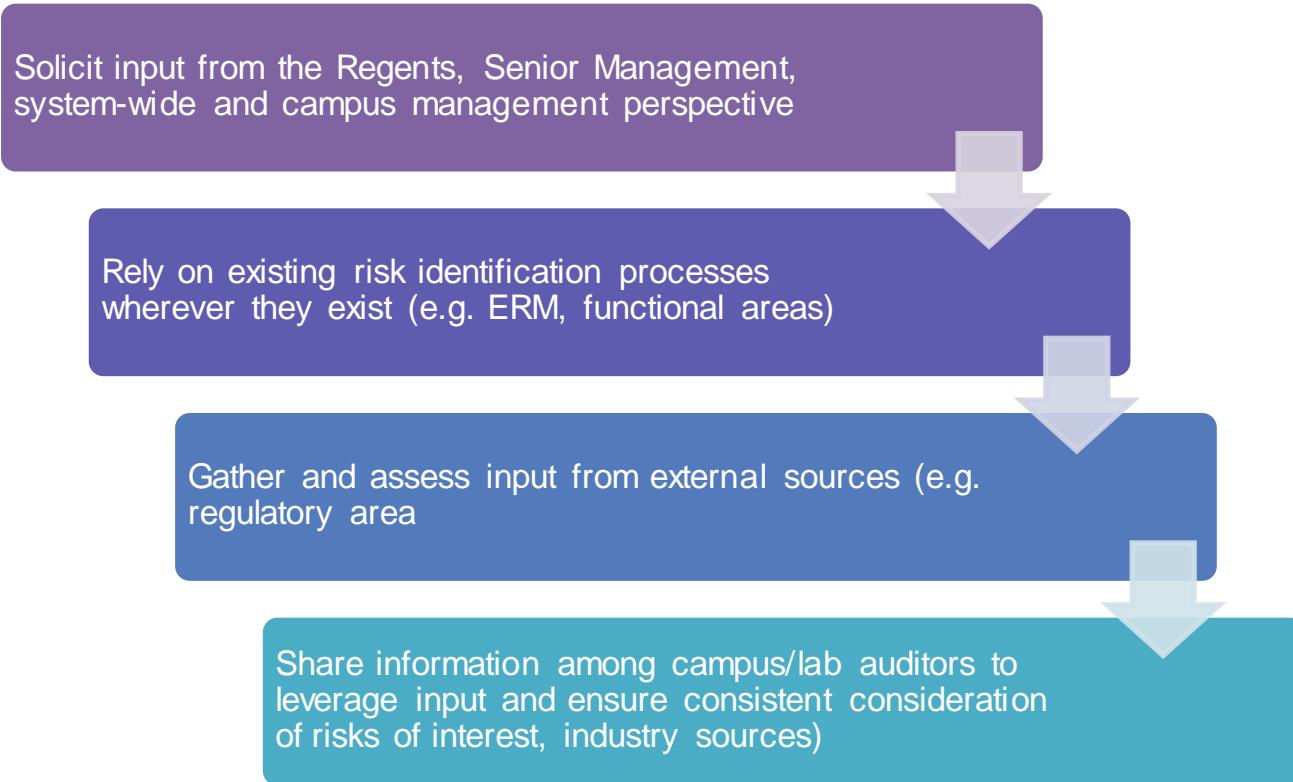 Solicit input from the Regents, Senior Management,
system-wide and campus management perspective
Rely on existing risk identification processes
wherever they exist (e.g. ERM, functional areas)
Gather and assess input from external sources (e.g.
regulatory area
Share information among campus/lab auditors to
leverage input and ensure consistent consideration
of risks of interest, industry sources)